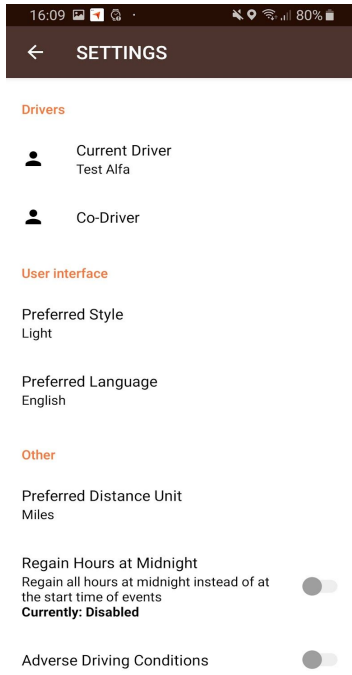 16:09 80%
SETTINGS
Drivers
Current Driver
Test Alfa
Co-Driver
User interface
Preferred Style
Light
Preferred Language
English
Other
Preferred Distance Unit
Miles
Regain Hours at Midnight
Regain all hours at midnight instead of at
the start time of events
Currently: Disabled
Adverse Driving Conditions